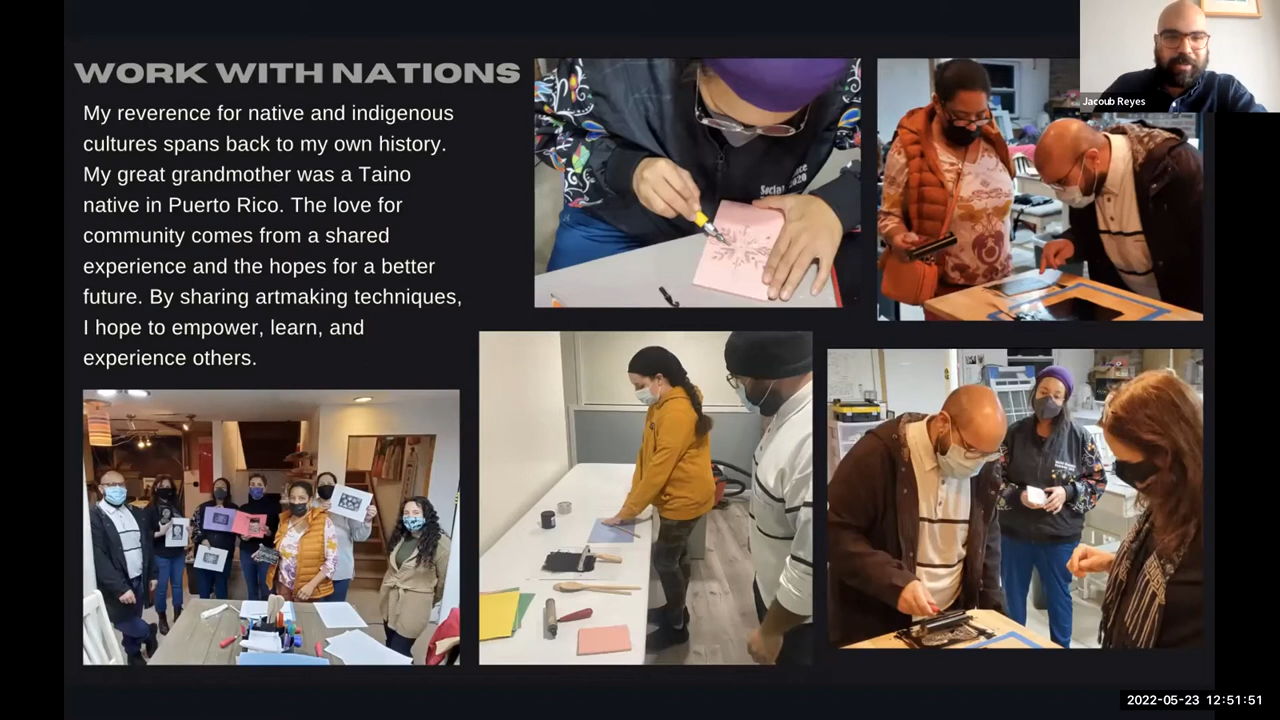 WORK WITH NATIONS
My reverence for native and indigenous
cultures spans back to my own history.
My great grandmother was a Taino
native in Puerto Rico. The love for
community comes from a shared
experience and the hopes for a better
future. By sharing artmaking techniques,
I hope to empower, learn, and
experience others.
Jacoub Reyes
2022-05-23 12:51:51